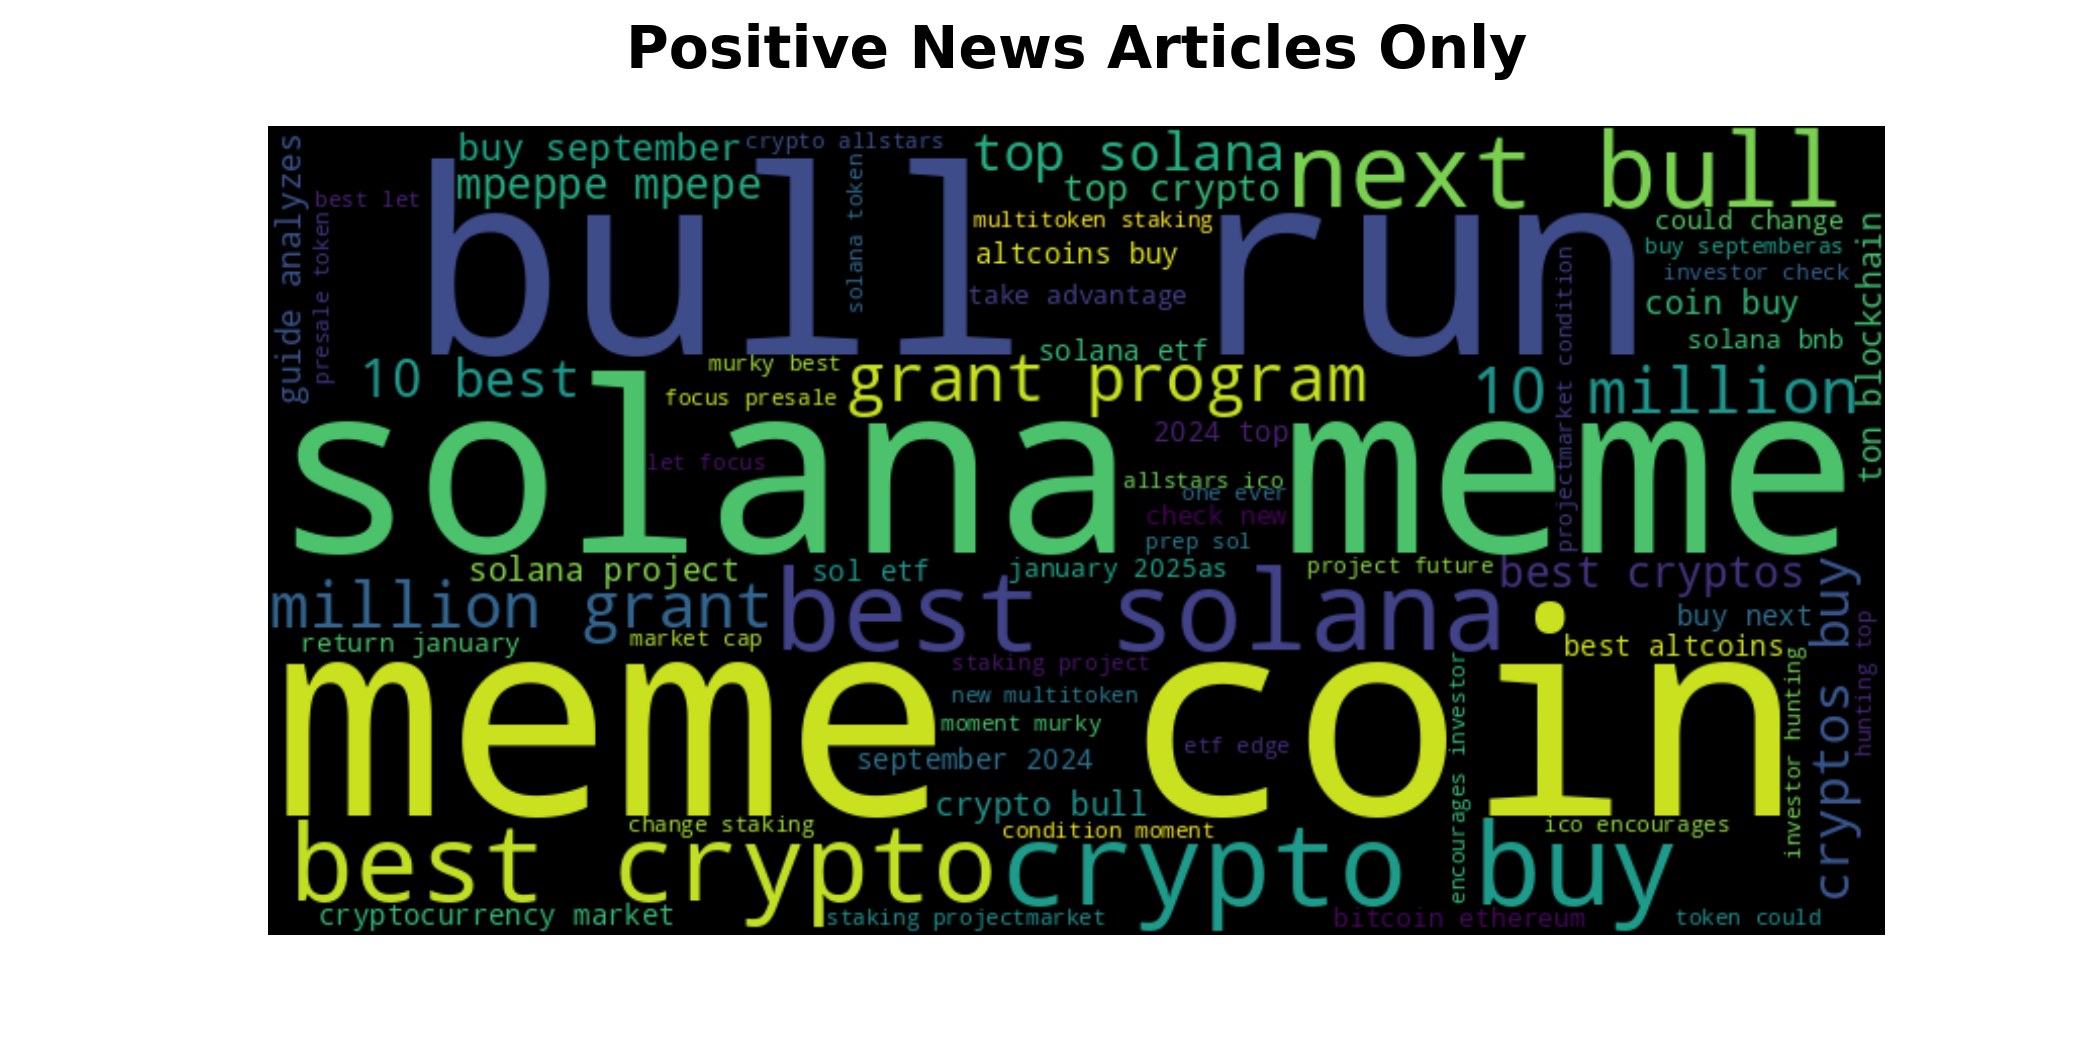 Positive News Articles Only
buy september
crypto allstars
top solana
next bull
mpeppe mpepe
top crypto
guide analyzes
best let
presale token
solana token
bull run
multitoken staking
altcoins buy
take advantage
could change
buy septemberas
investor check
coin buy
solana bnb
ton blockchain
projectmarket condition
solana etf
10 best
murky best
focus presale
grant program
10 million
solana meme
2024 top
let focus
allstars ico
one ever
check new
prep sol
solana project
sol etf
january 2025as
project future
best cryptos
million grant
best solana
buy next
return january
market cap
best altcoins
cryptos buy
hunting top
investor hunting
staking project
new multitoken
moment murky
etf edge
september 2024
meme coin
encourages investor
crypto bull
change staking
condition moment
ico encourages
best crypto
crypto buy
cryptocurrency market
staking projectmarket
bitcoin ethereum
token could